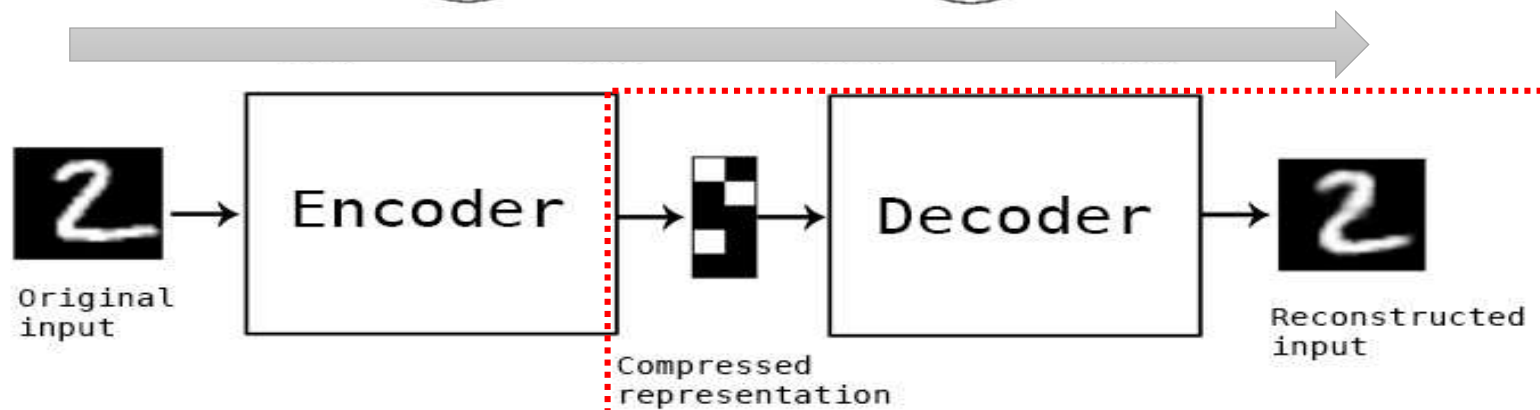 Encoder
Decoder
Original
input
Compressed
representation
Reconstructed
input